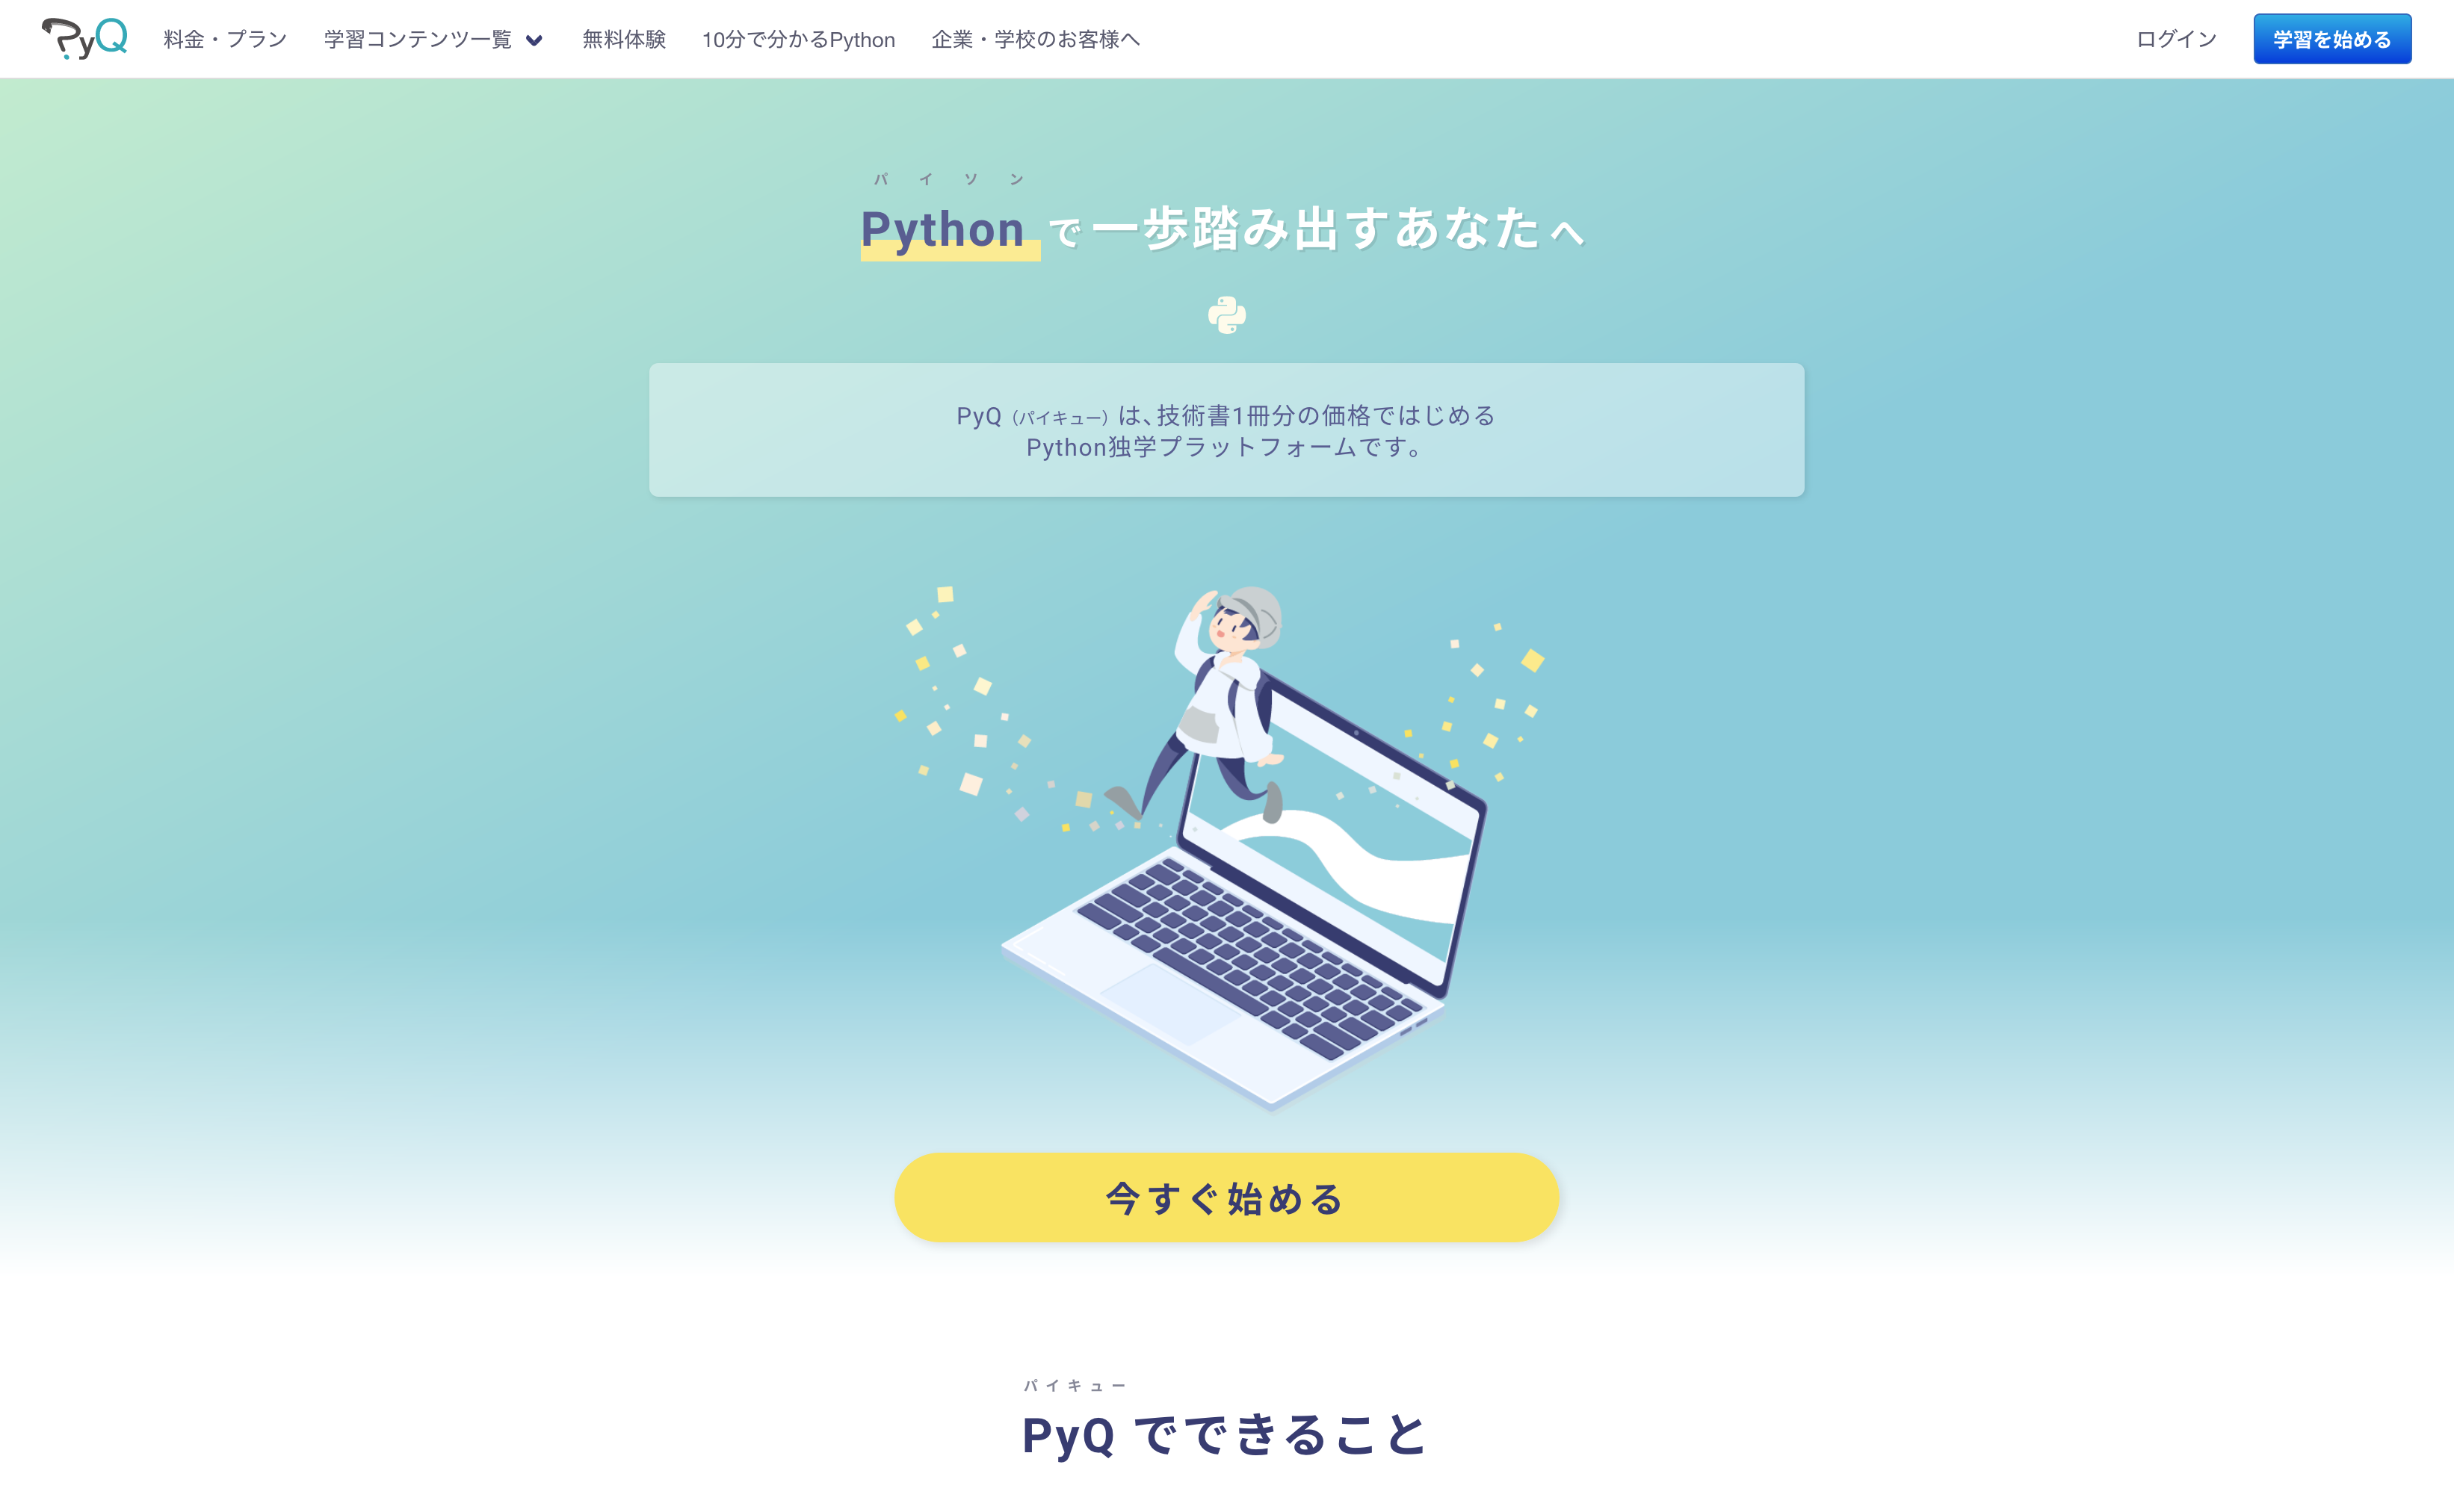 PyQ
料金・プラン
学習コンテンツ一覧
無料体験
10分で分かるPython
企業・学校のお客様へ
ログイン
学習を始める
パイソン
Python で一歩踏み出すあなたへ
PyQ（パイキュー）は、技術書1冊分の価格ではじめる
Python独学プラットフォームです。
今すぐ始める
パイキュー
PyQ でできること